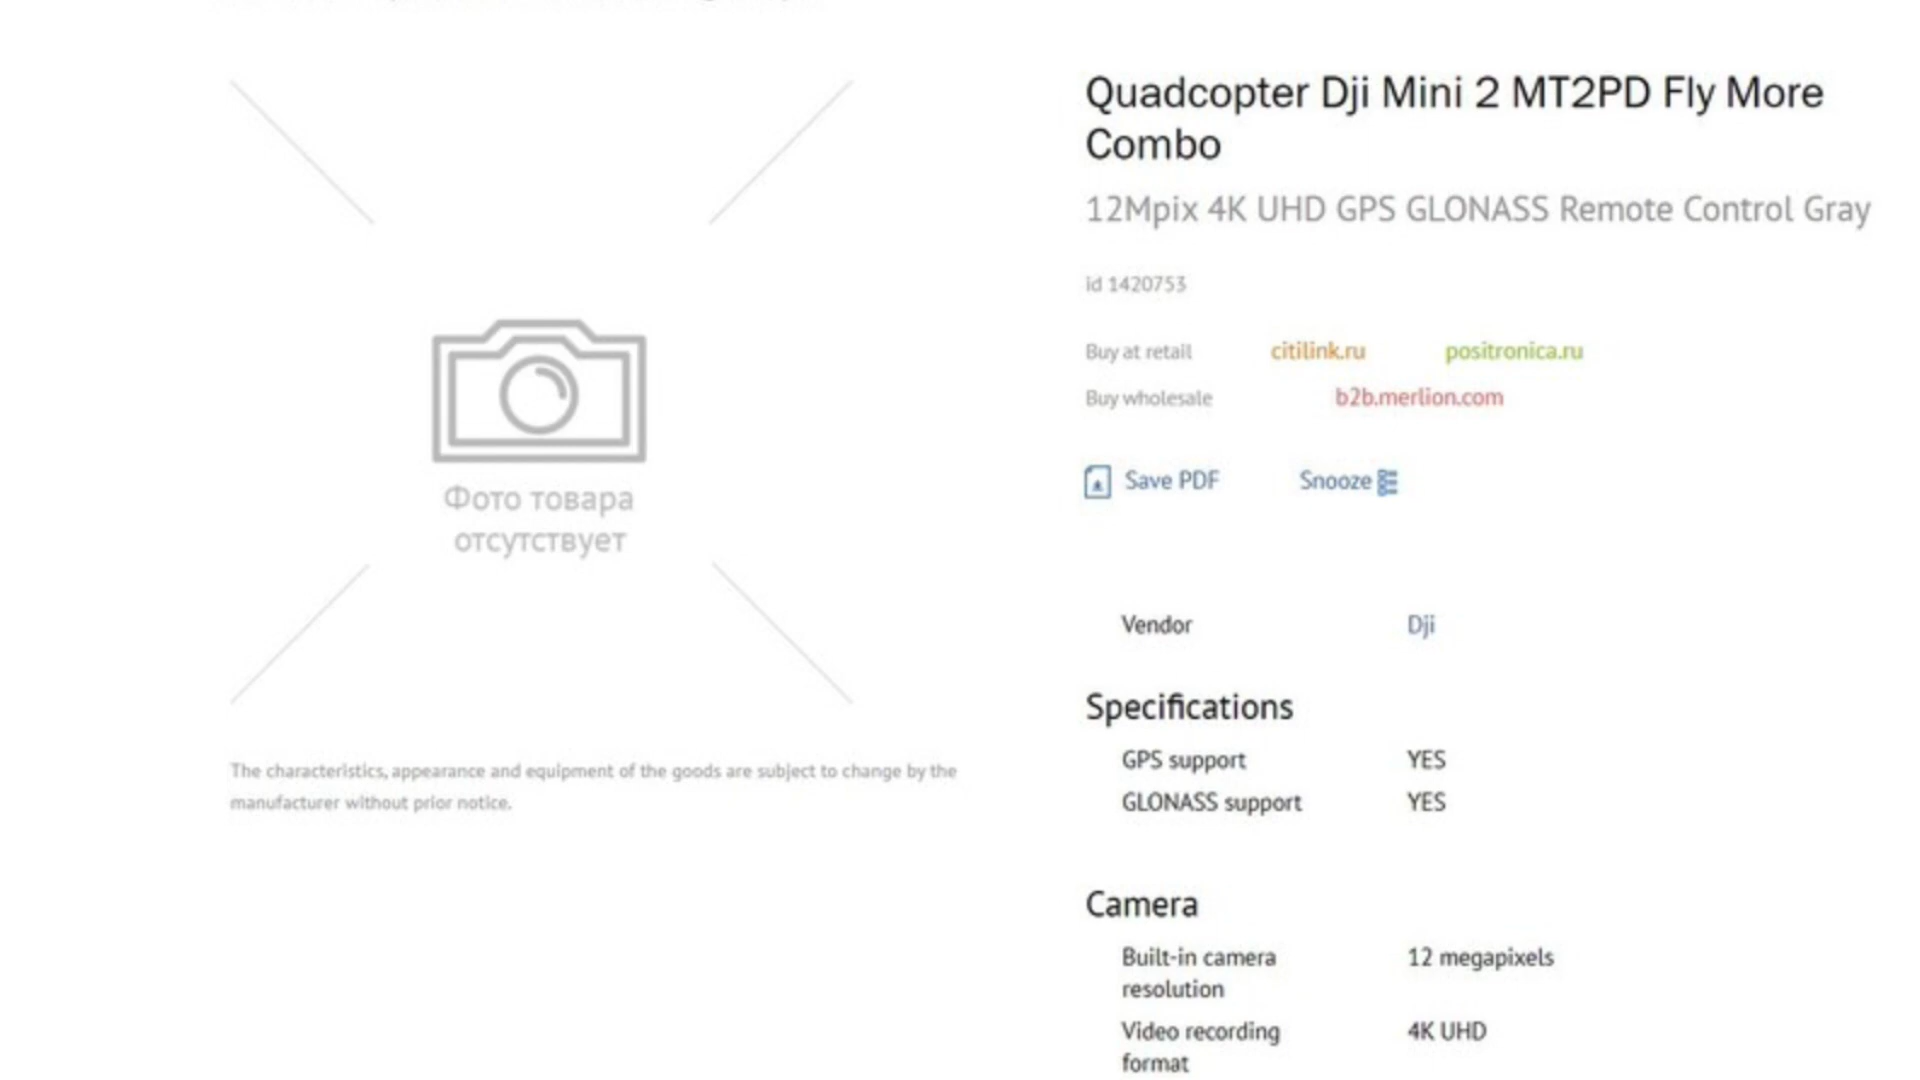 Quadcopter Dji Mini 2 MT2PD Fly More
Combo
12Mpix 4K UHD GPS GLONASS Remote Control Gray
id 1420753
Buy at retail citilink.ru positronica.ru
Buy wholesale b2b.merlion.com
Save PDF Snooze
Фото товара
отсутствует
The characteristics, appearance and equipment of the goods are subject to change by the
manufacturer without prior notice.
Vendor Dji
Specifications
GPS support YES
GLONASS support YES
Camera
Built-in camera 12 megapixels
resolution
Video recording 4K UHD
format